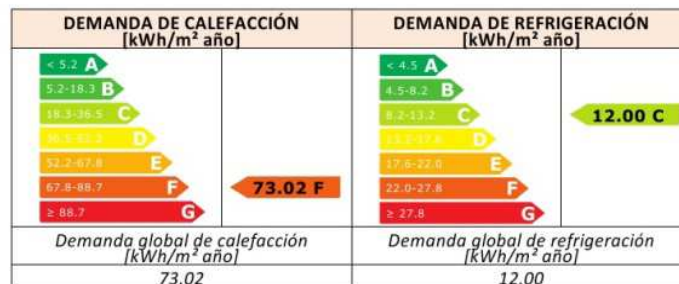 DEMANDA DE CALEFACCIÓN
[kWh/m² año]
DEMANDA DE REFRIGERACIÓN
[kWh/m² año]
< 5.2 A
5.2-18.3 B
18.3-36.5 C
D
52.2-67.8 E
67.8-88.7 F
≥ 88.7 G
73.02 F
< 4.5 A
4.5-8.2 B
8.2-13.2 C
D
17.6-22.0 E
22.0-27.8 F
≥ 27.8 G
12.00 C
Demanda global de calefacción
[kWh/m² año]
Demanda global de refrigeración
[kWh/m² año]
73.02
12.00